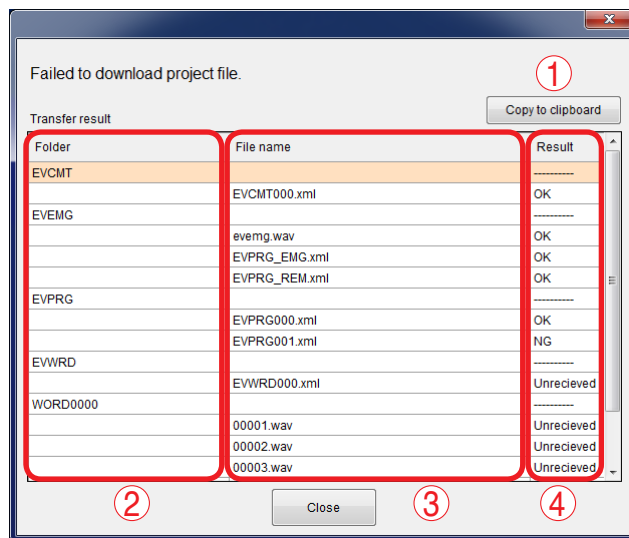 x
Failed to download project file.
①
Transfer result
Copy to clipboard
Folder File name Result
EVCMT ----------
EVCMT000.xml OK
EVEMG ----------
evemg.wav OK
EVPRG_EMG.xml OK
EVPRG_REM.xml OK
EVPRG ----------
EVPRG000.xml OK
EVPRG001.xml NG
EVWRD ----------
EVWRD000.xml Unrecieved
WORD0000 ----------
00001.wav Unrecieved
00002.wav Unrecieved
00003.wav Unrecieved
② Close ③ ④